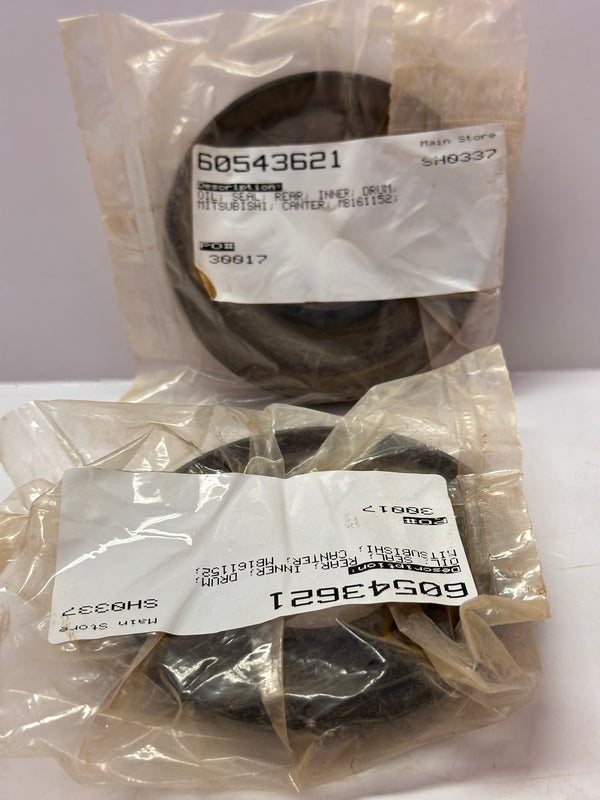 Main Store
60543621
SH0337
Description:
OIL; SEAL; REAR; INNER; DRUM;
MITSUBISHI; CANTER; MB161152;
PO#
30017
Main Store
60543621
SH0337
Description:
OIL; SEAL; REAR; INNER; DRUM;
MITSUBISHI; CANTER; MB161152;
PO#
30017